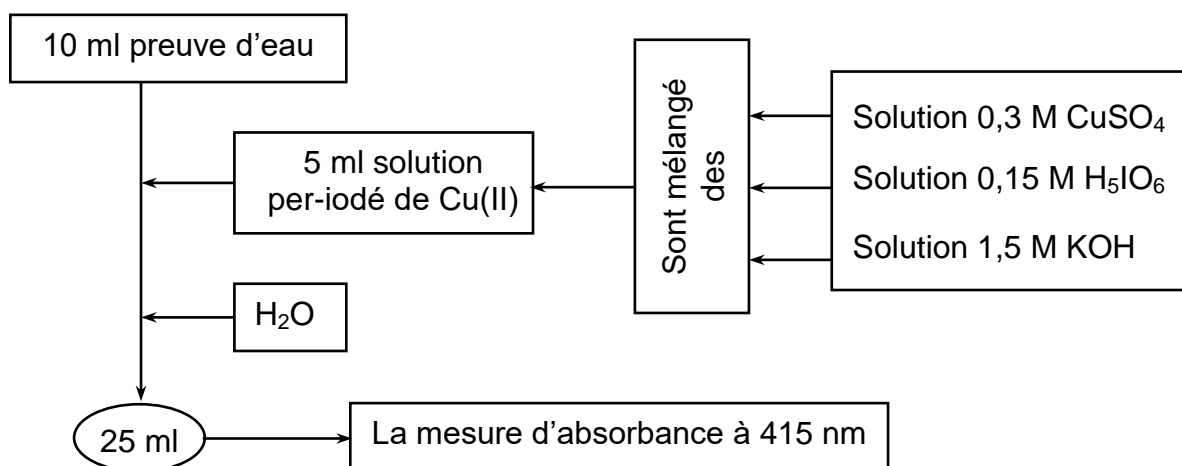 10 ml preuve d'eau
5 ml solution
per-iodé de Cu(II)
H₂O
25 ml
La mesure d'absorbance à 415 nm
Sont mélangé
des
Solution 0,3 M CuSO₄
Solution 0,15 M H₅IO₆
Solution 1,5 M KOH